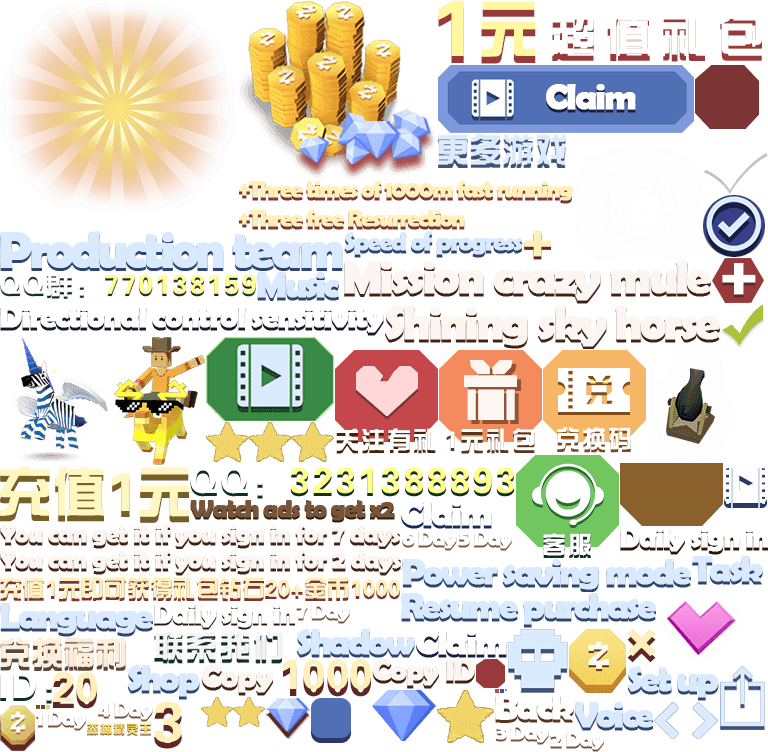 1元 超值礼包
Claim
更多游戏
+Three times of 1000m fast running
+Three free Resurrection
Production team
Speed of progress
QQ群：770138159
Music
Mission crazy mule
Directional control sensitivity
Shining sky horse
关注有礼
1元礼包
兑
兑换码
充值1元
QQ：3231388893
Watch ads to get x2
Claim
客服
You can get it if you sign in for 7 days
6 Day
5 Day
Daily sign in
You can get it if you sign in for 2 days
Power saving mode
Task
充值1元即可获得礼包钻石20+金币1000
Resume purchase
Language
Daily sign in
7 Day
兑换福利
联系我们
Shadow
Claim
ID:
20
Shop
Copy
1000
Copy ID
Set up
1 Day
4 Day
3
Back
3 Day
2 Day
Voice